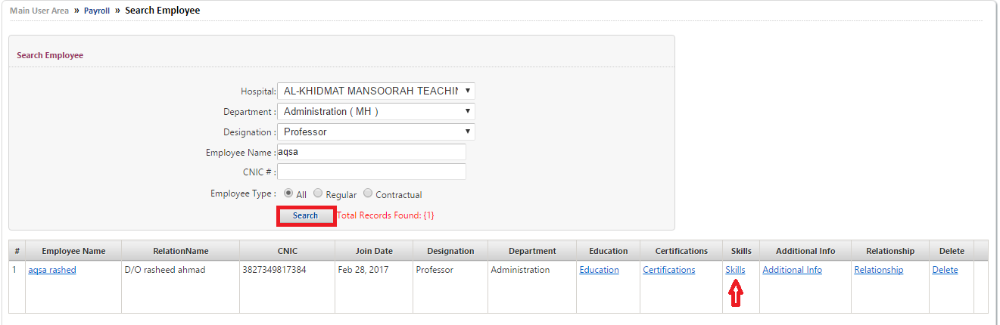 Main User Area » Payroll » Search Employee
Search Employee
Hospital: AL-KHIDMAT MANSOORAH TEACHIN
Department : Administration ( MH )
Designation : Professor
Employee Name : aqsa
CNIC # :
Employee Type : All Regular Contractual
Search Total Records Found: {1}
# Employee Name RelationName CNIC Join Date Designation Department Education Certifications Skills Additional Info Relationship Delete
1 aqsa rashed D/O rasheed ahmad 3827349817384 Feb 28, 2017 Professor Administration Education Certifications Skills Additional Info Relationship Delete